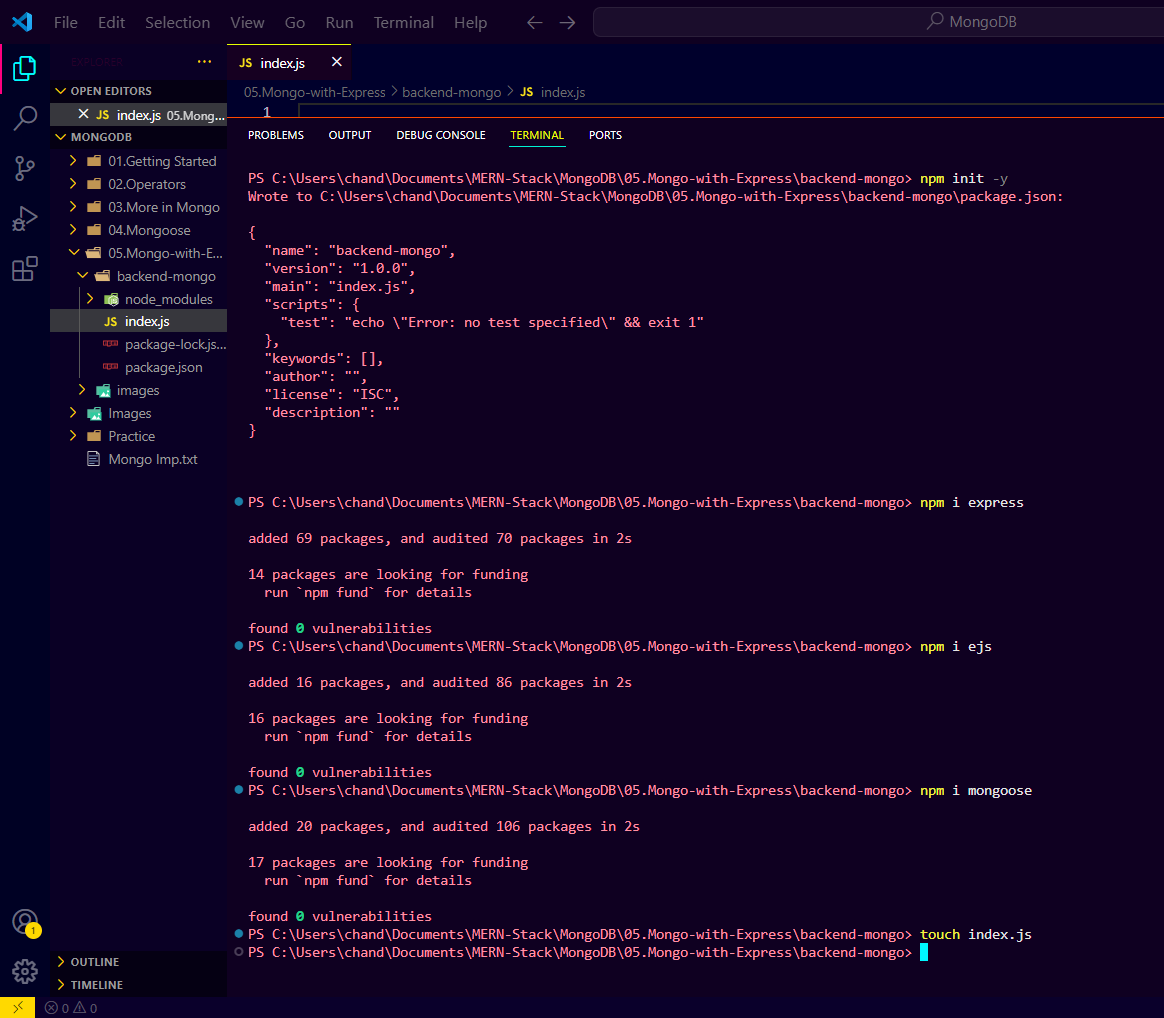 File Edit Selection View Go Run Terminal Help MongoDB
EXPLORER
JS index.js
OPEN EDITORS
05.Mongo-with-Express > backend-mongo > JS index.js
JS index.js 05.Mong...
1
MONGODB
01.Getting Started
02.Operators
03.More in Mongo
04.Mongoose
05.Mongo-with-E...
backend-mongo
node_modules
JS index.js
package-lock.js...
package.json
images
Images
Practice
Mongo Imp.txt
OUTLINE
TIMELINE
1
0 0
PROBLEMS OUTPUT DEBUG CONSOLE TERMINAL PORTS
PS C:\Users\chand\Documents\MERN-Stack\MongoDB\05.Mongo-with-Express\backend-mongo> npm init -y
Wrote to C:\Users\chand\Documents\MERN-Stack\MongoDB\05.Mongo-with-Express\backend-mongo\package.json:
{
"name": "backend-mongo",
"version": "1.0.0",
"main": "index.js",
"scripts": {
"test": "echo \"Error: no test specified\" && exit 1"
},
"keywords": [],
"author": "",
"license": "ISC",
"description": ""
}
PS C:\Users\chand\Documents\MERN-Stack\MongoDB\05.Mongo-with-Express\backend-mongo> npm i express
added 69 packages, and audited 70 packages in 2s
14 packages are looking for funding
run `npm fund` for details
found 0 vulnerabilities
PS C:\Users\chand\Documents\MERN-Stack\MongoDB\05.Mongo-with-Express\backend-mongo> npm i ejs
added 16 packages, and audited 86 packages in 2s
16 packages are looking for funding
run `npm fund` for details
found 0 vulnerabilities
PS C:\Users\chand\Documents\MERN-Stack\MongoDB\05.Mongo-with-Express\backend-mongo> npm i mongoose
added 20 packages, and audited 106 packages in 2s
17 packages are looking for funding
run `npm fund` for details
found 0 vulnerabilities
PS C:\Users\chand\Documents\MERN-Stack\MongoDB\05.Mongo-with-Express\backend-mongo> touch index.js
PS C:\Users\chand\Documents\MERN-Stack\MongoDB\05.Mongo-with-Express\backend-mongo>